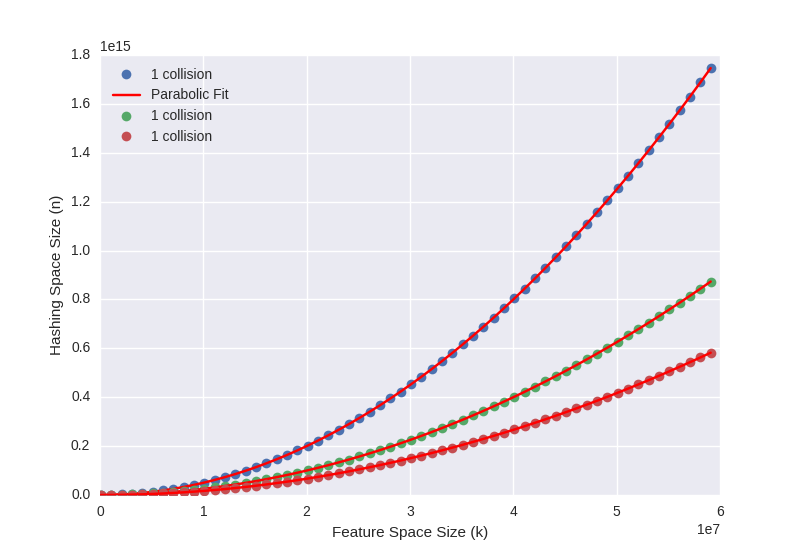 1e15
1.8
1.6
1.4
1.2
1.0
0.8
0.6
0.4
0.2
0.0
Hashing Space Size (n)
1 collision
Parabolic Fit
1 collision
1 collision
0 1 2 3 4 5 6
1e7
Feature Space Size (k)